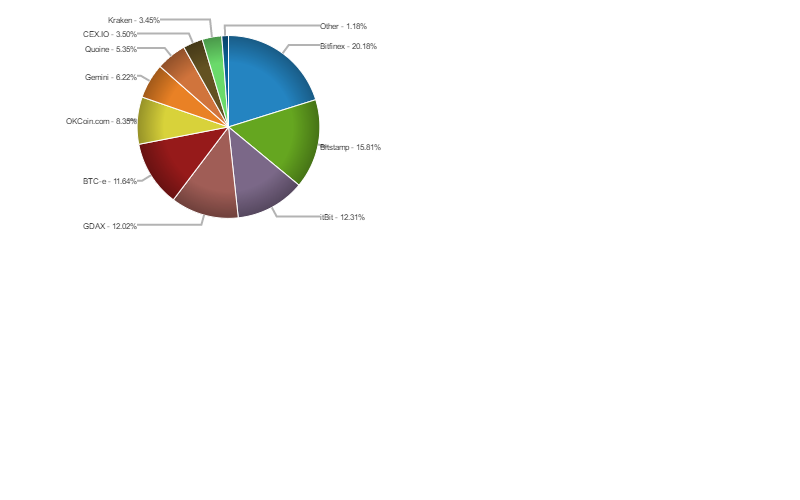 Kraken - 3.45%
Other - 1.18%
CEX.IO - 3.50%
Bitfinex - 20.18%
Quoine - 5.35%
Gemini - 6.22%
OKCoin.com - 8.35%
Bitstamp - 15.81%
BTC-e - 11.64%
itBit - 12.31%
GDAX - 12.02%